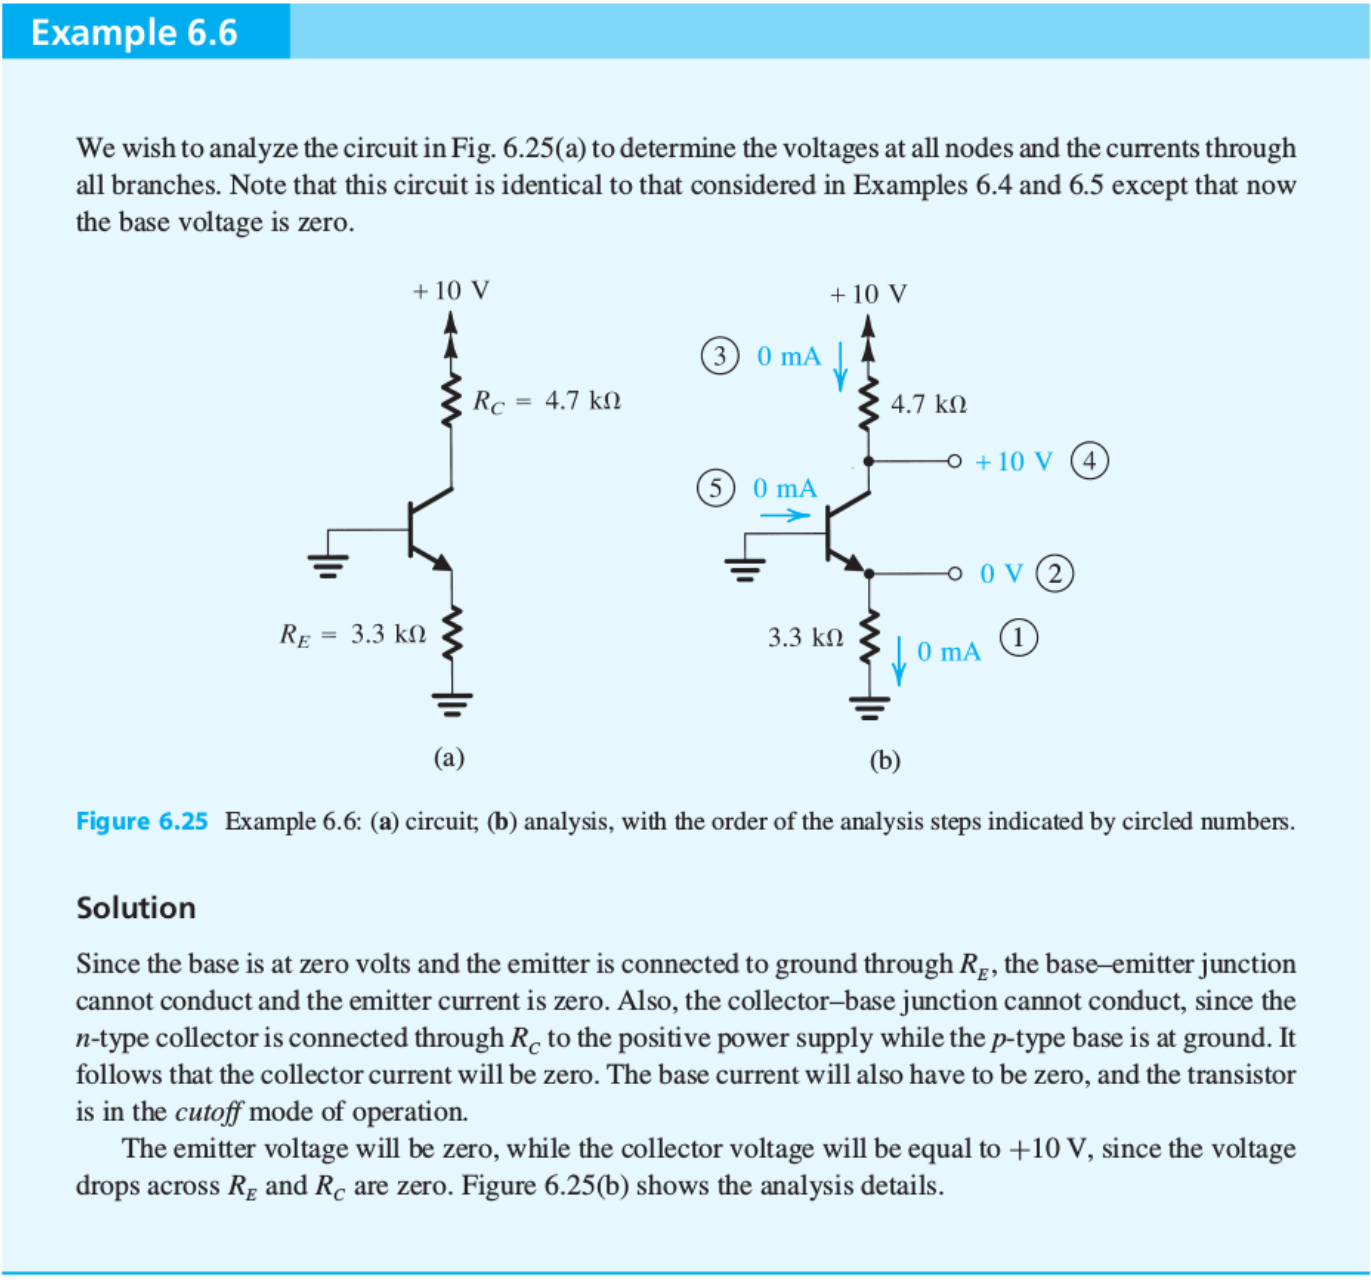 Example 6.6
We wish to analyze the circuit in Fig. 6.25(a) to determine the voltages at all nodes and the currents through
all branches. Note that this circuit is identical to that considered in Examples 6.4 and 6.5 except that now
the base voltage is zero.
+ 10 V
R_C = 4.7 kΩ
R_E = 3.3 kΩ
(a)
+ 10 V
③ 0 mA
4.7 kΩ
+ 10 V ④
⑤ 0 mA
0 V ②
3.3 kΩ
0 mA ①
(b)
Figure 6.25 Example 6.6: (a) circuit; (b) analysis, with the order of the analysis steps indicated by circled numbers.
Solution
Since the base is at zero volts and the emitter is connected to ground through R_E, the base–emitter junction
cannot conduct and the emitter current is zero. Also, the collector–base junction cannot conduct, since the
n-type collector is connected through R_C to the positive power supply while the p-type base is at ground. It
follows that the collector current will be zero. The base current will also have to be zero, and the transistor
is in the cutoff mode of operation.
The emitter voltage will be zero, while the collector voltage will be equal to +10 V, since the voltage
drops across R_E and R_C are zero. Figure 6.25(b) shows the analysis details.